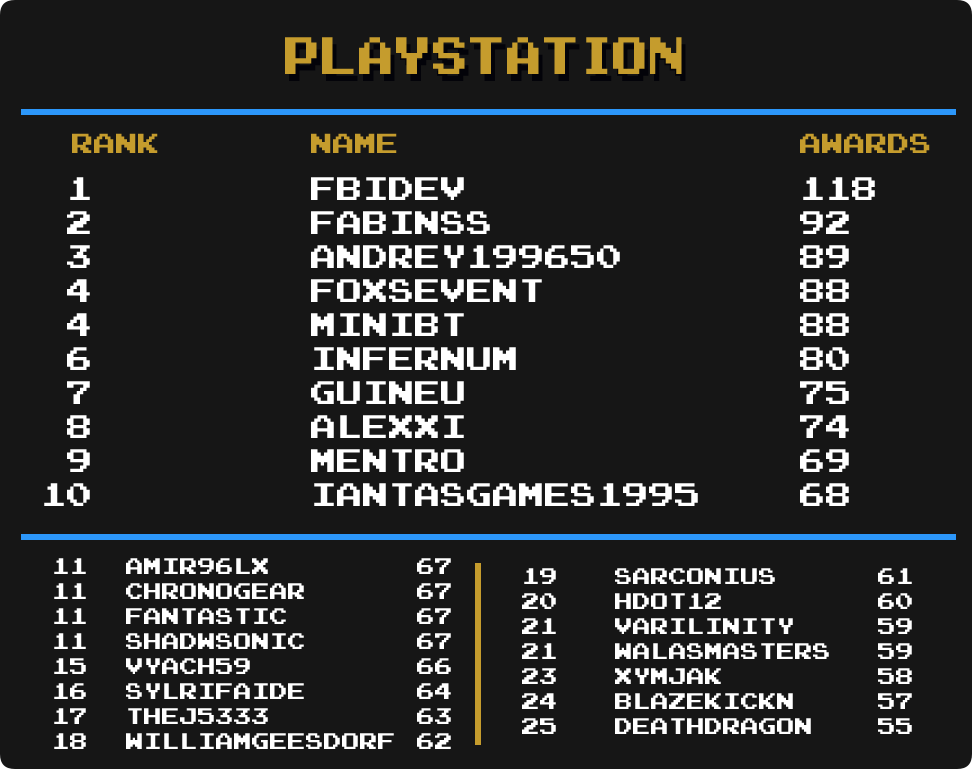 PLAYSTATION
RANK NAME AWARDS
1 FBIDEV 118
2 FABINSS 92
3 ANDREY199650 89
4 FOXSEVENT 88
4 MINIBT 88
6 INFERNUM 80
7 GUINEU 75
8 ALEXXI 74
9 MENTRO 69
10 IANTASGAMES1995 68
11 AMIR96LX 67
11 CHRONOGEAR 67
11 FANTASTIC 67
11 SHADWSONIC 67
15 VYACH59 66
16 SYLRIFAIDE 64
17 THEJ5333 63
18 WILLIAMGEESDORF 62
19 SARCONIUS 61
20 HDOT12 60
21 VARILINITY 59
21 WALASMASTERS 59
23 XYMJAK 58
24 BLAZEKICKN 57
25 DEATHDRAGON 55